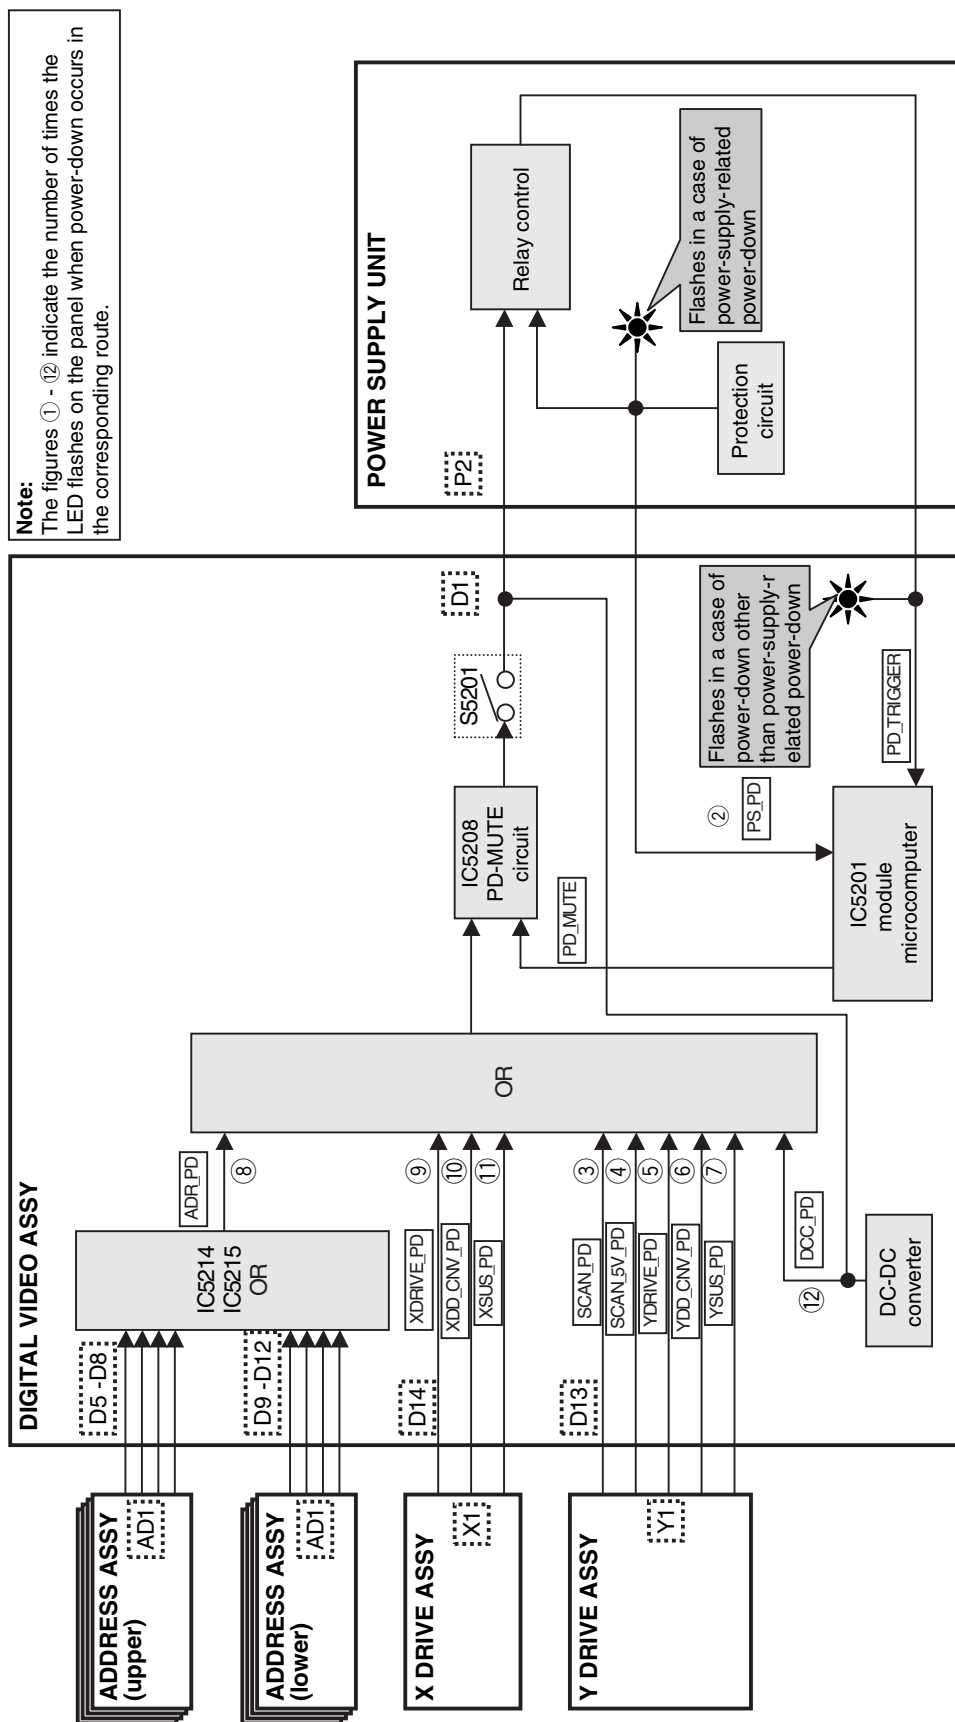 Note:
The figures ① - ⑫ indicate the number of times the
LED flashes on the panel when power-down occurs in
the corresponding route.
DIGITAL VIDEO ASSY
POWER SUPPLY UNIT
ADDRESS ASSY
(upper)
AD1
D5 -D8
ADDRESS ASSY
(lower)
AD1
D9 -D12
IC5214
IC5215
OR
ADR_PD
⑧
X DRIVE ASSY
X1
D14
XDRIVE_PD
⑨
XDD_CNV_PD
⑩
XSUS_PD
⑪
Y DRIVE ASSY
Y1
D13
SCAN_PD
③
SCAN_5V_PD
④
YDRIVE_PD
⑤
YDD_CNV_PD
⑥
YSUS_PD
⑦
OR
DCC_PD
⑫
DC-DC
converter
IC5208
PD-MUTE
circuit
PD_MUTE
S5201
D1
P2
Relay control
Flashes in a case of
power-supply-related
power-down
Protection
circuit
②
PS_PD
Flashes in a case of
power-down other
than power-supply-r
elated power-down
PD_TRIGGER
IC5201
module
microcomputer